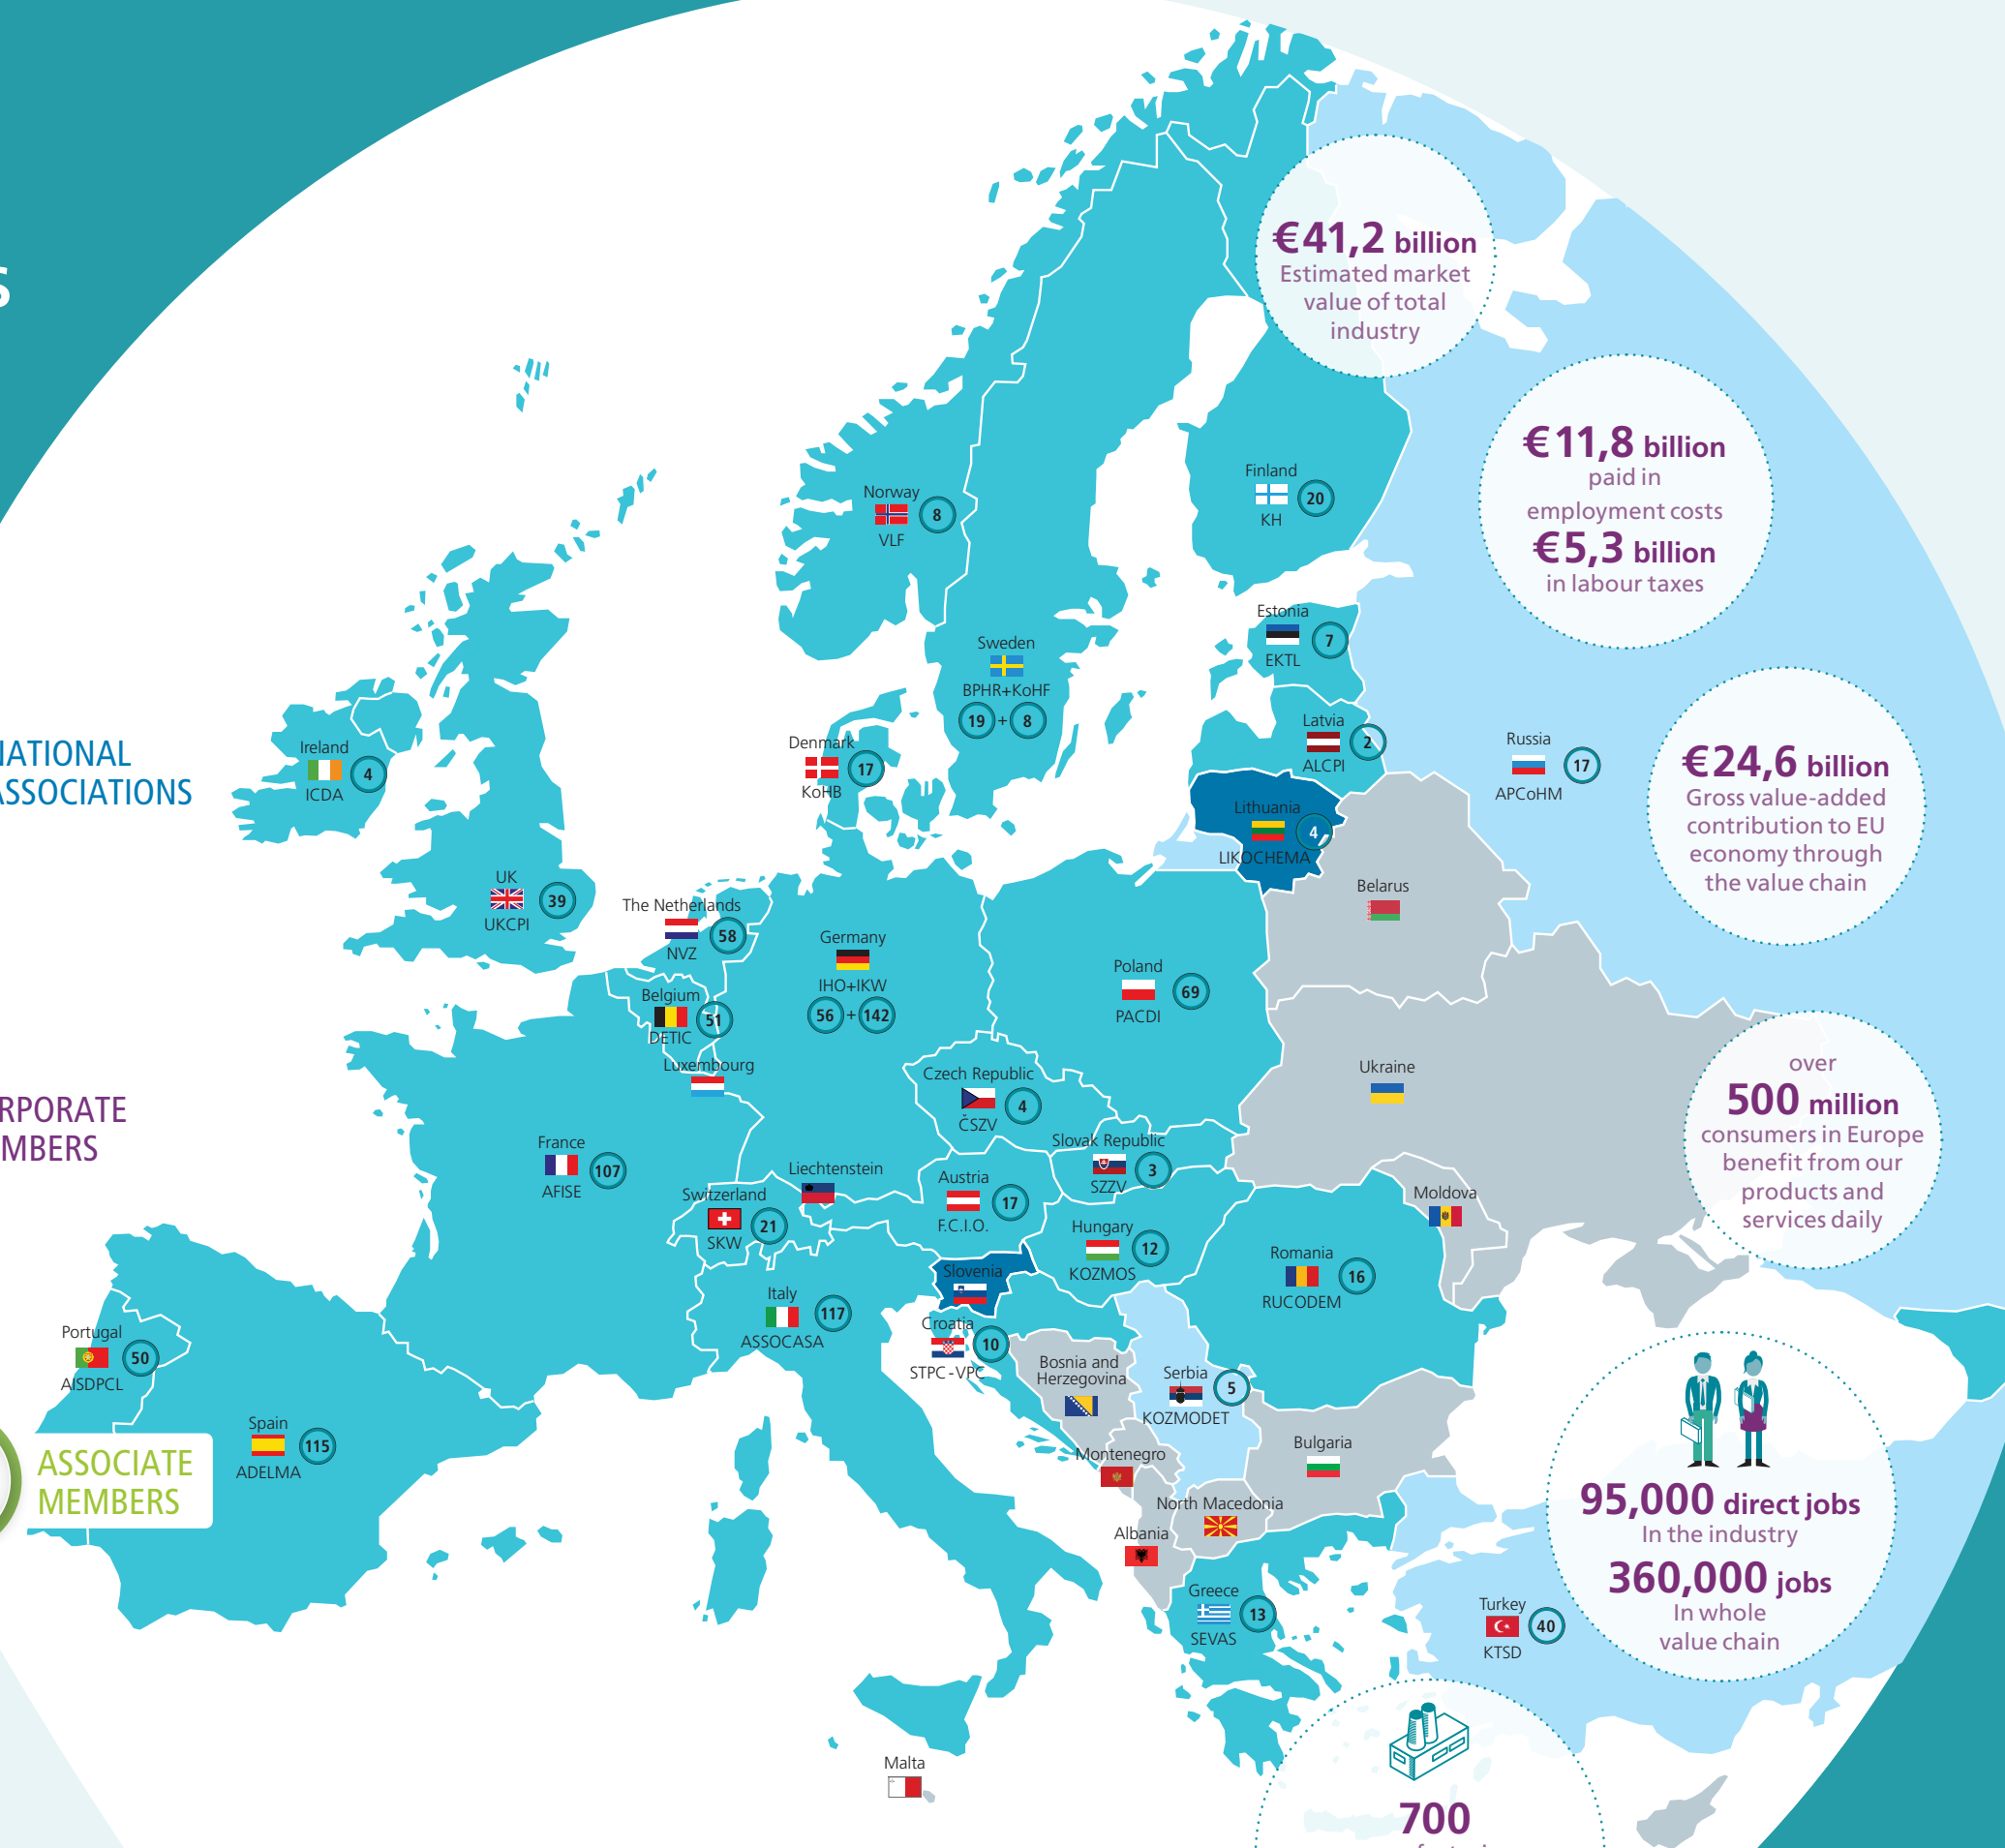 S
NATIONAL
ASSOCIATIONS
RPORATE
MBERS
ASSOCIATE
MEMBERS
€41,2 billion
Estimated market
value of total
industry
€11,8 billion
paid in
employment costs
€5,3 billion
in labour taxes
€24,6 billion
Gross value-added
contribution to EU
economy through
the value chain
over
500 million
consumers in Europe
benefit from our
products and
services daily
95,000 direct jobs
In the industry
360,000 jobs
In whole
value chain
700
Norway
8
VLF
Finland
20
KH
Sweden
BPHR+KoHF
19 + 8
Estonia
7
EKTL
Latvia
2
ALCPI
Lithuania
4
LIKOCHEMA
Russia
17
APCoHM
Denmark
17
KoHB
Ireland
4
ICDA
UK
39
UKCPI
The Netherlands
58
NVZ
Belgium
51
DETIC
Luxembourg
Germany
IHO+IKW
56 + 142
Poland
69
PACDI
Belarus
Ukraine
Czech Republic
4
ČSZV
Slovak Republic
3
SZZV
France
107
AFISE
Liechtenstein
Switzerland
21
SKW
Austria
17
F.C.I.O.
Hungary
12
KOZMOS
Moldova
Romania
16
RUCODEM
Slovenia
Italy
117
ASSOCASA
Croatia
10
STPC-VPC
Bosnia and
Herzegovina
Serbia
5
KOZMODET
Portugal
50
AISDPCL
Spain
115
ADELMA
Montenegro
Bulgaria
North Macedonia
Albania
Greece
13
SEVAS
Turkey
40
KTSD
Malta